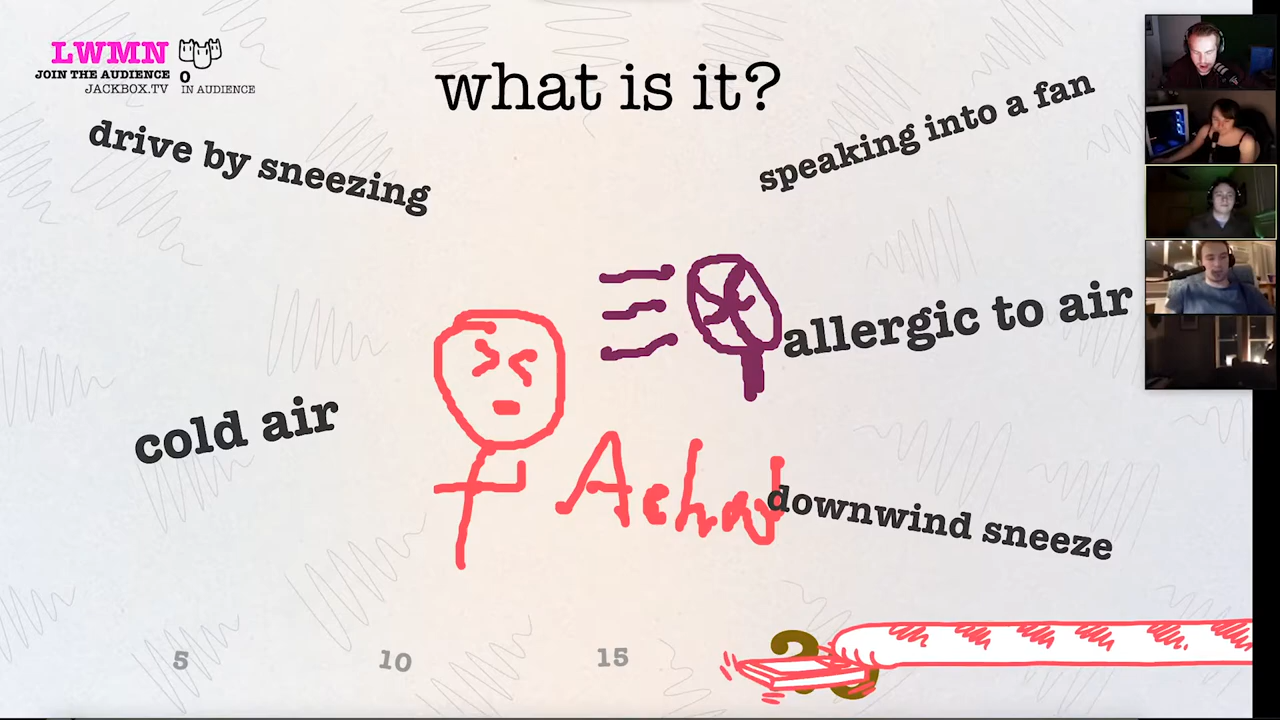 LWMN
JOIN THE AUDIENCE
JACKBOX.TV
0
IN AUDIENCE
what is it?
drive by sneezing
speaking into a fan
allergic to air
cold air
downwind sneeze
5
10
15